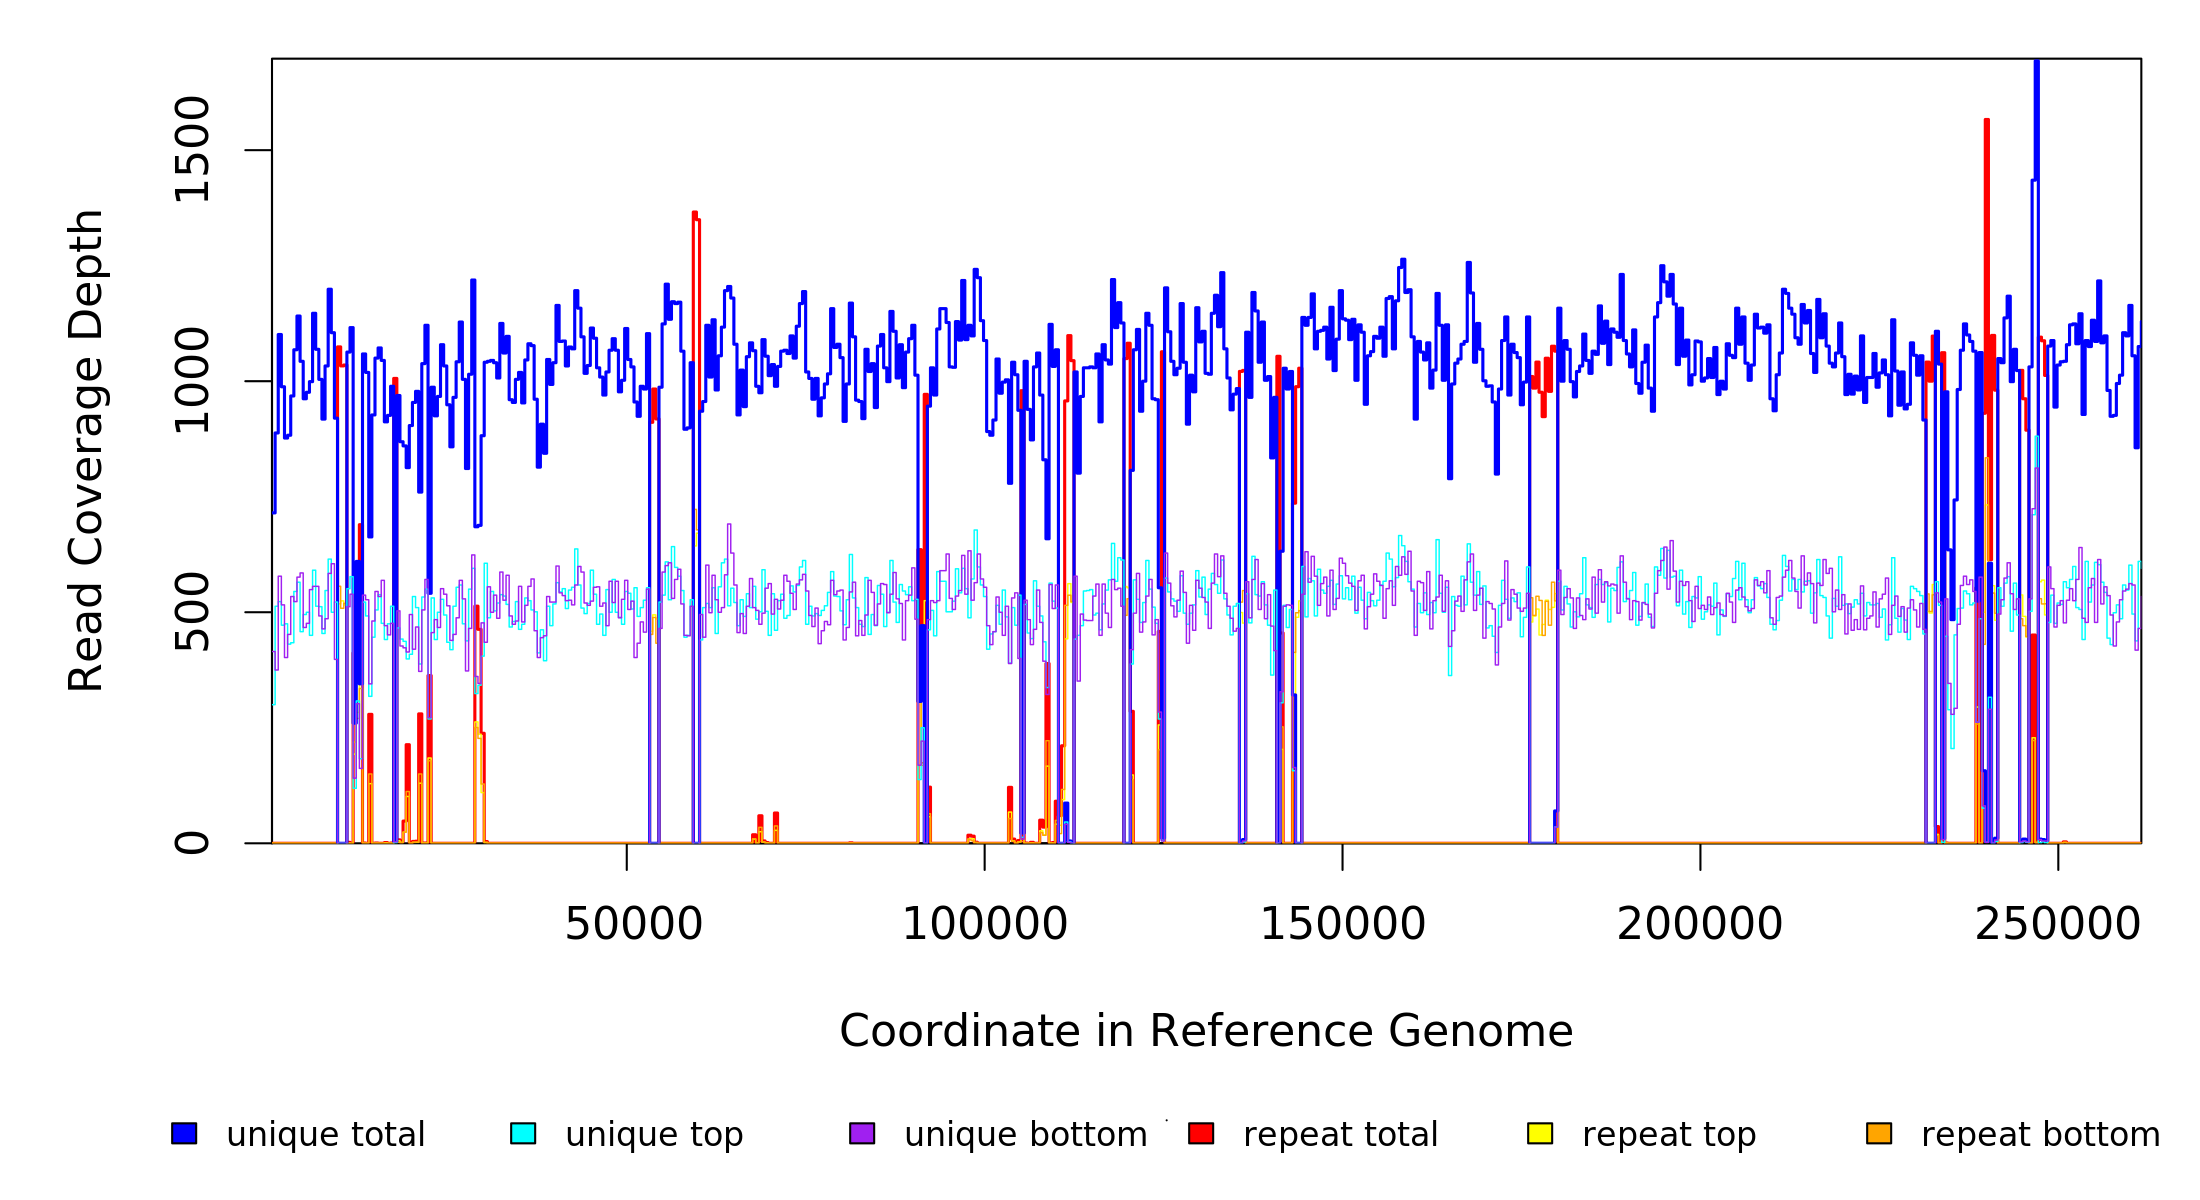 Read Coverage Depth
1500
1000
500
0
50000 100000 150000 200000 250000
Coordinate in Reference Genome
unique total unique top unique bottom repeat total repeat top repeat bottom